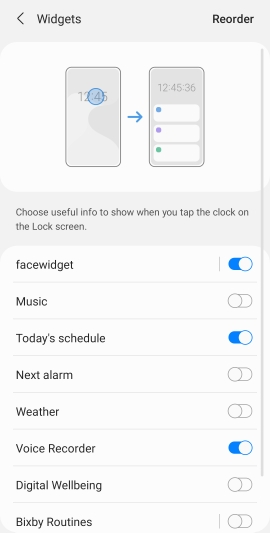 Widgets
Reorder
12:45
12:45:36
Choose useful info to show when you tap the clock on
the Lock screen.
facewidget
Music
Today's schedule
Next alarm
Weather
Voice Recorder
Digital Wellbeing
Bixby Routines